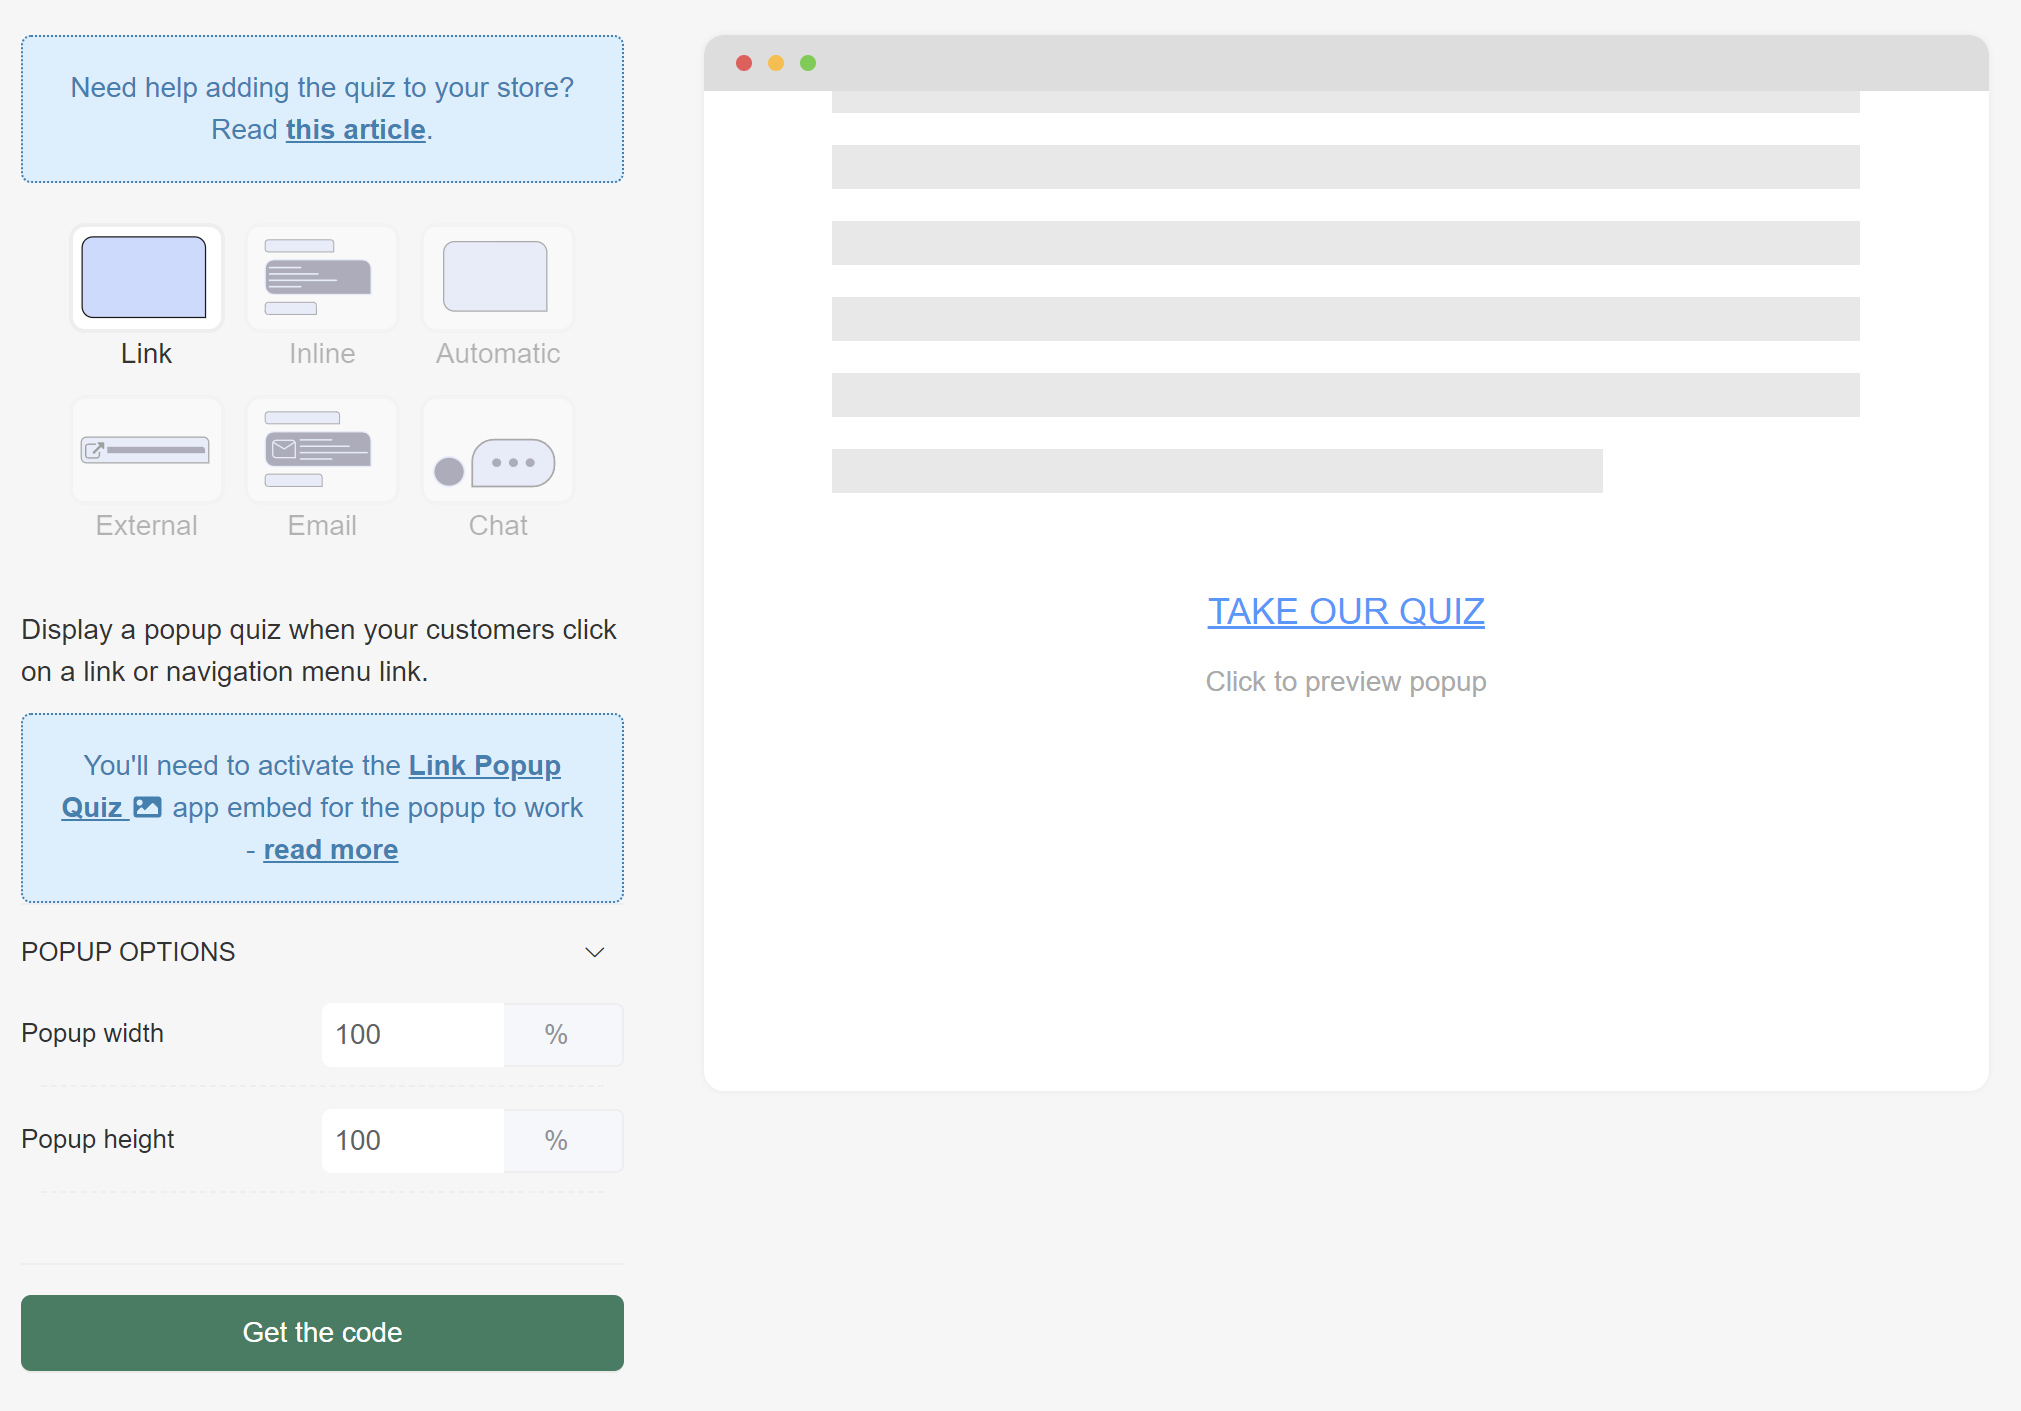 Need help adding the quiz to your store?
Read this article.
Link
Inline
Automatic
External
Email
Chat
Display a popup quiz when your customers click
on a link or navigation menu link.
You'll need to activate the Link Popup
Quiz app embed for the popup to work
- read more
POPUP OPTIONS
Popup width
100
%
Popup height
100
%
Get the code
TAKE OUR QUIZ
Click to preview popup